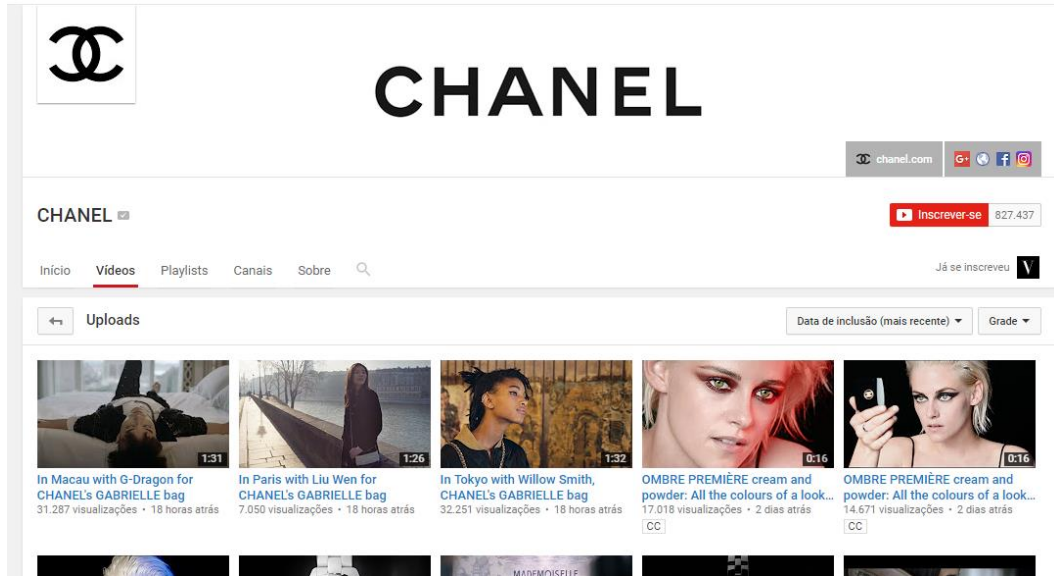 CHANEL
chanel.com
CHANEL
Inscrever-se 827.437
Início Vídeos Playlists Canais Sobre
Já se inscreveu V
Uploads
Data de inclusão (mais recente) Grade
1:31
1:26
1:32
0:16
0:16
In Macau with G-Dragon for
CHANEL's GABRIELLE bag
31.287 visualizações • 18 horas atrás
In Paris with Liu Wen for
CHANEL's GABRIELLE bag
7.050 visualizações • 18 horas atrás
In Tokyo with Willow Smith,
CHANEL's GABRIELLE bag
32.251 visualizações • 18 horas atrás
OMBRE PREMIÈRE cream and
powder: All the colours of a look...
17.018 visualizações • 2 dias atrás
CC
OMBRE PREMIÈRE cream and
powder: All the colours of a look...
14.671 visualizações • 2 dias atrás
CC
MADEMOISELLE